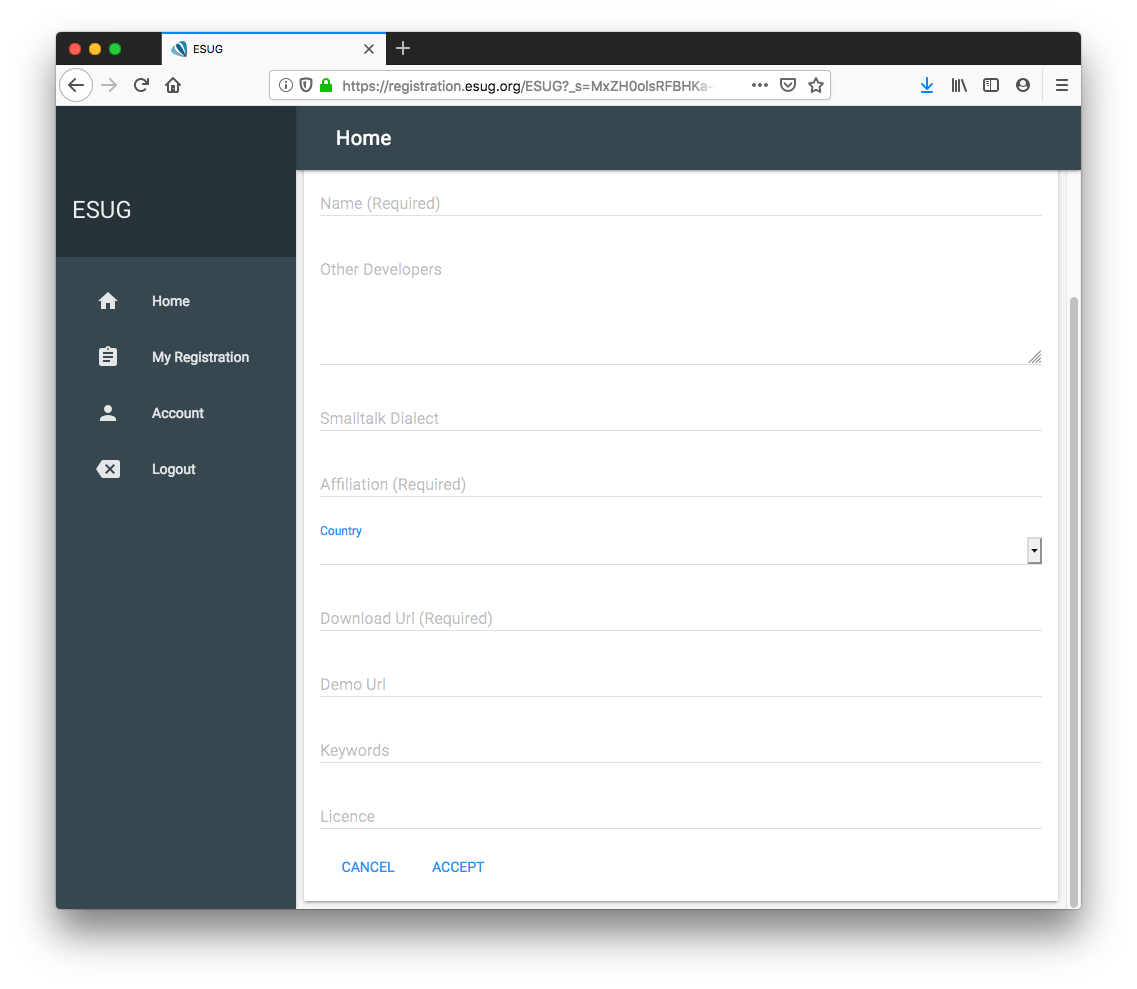 ESUG
https://registration.esug.org/ESUG?_s=MxZH0oIsRFBHKa-
Home
ESUG
Home
My Registration
Account
Logout
Name (Required)
Other Developers
Smalltalk Dialect
Affiliation (Required)
Country
Download Url (Required)
Demo Url
Keywords
Licence
CANCEL
ACCEPT